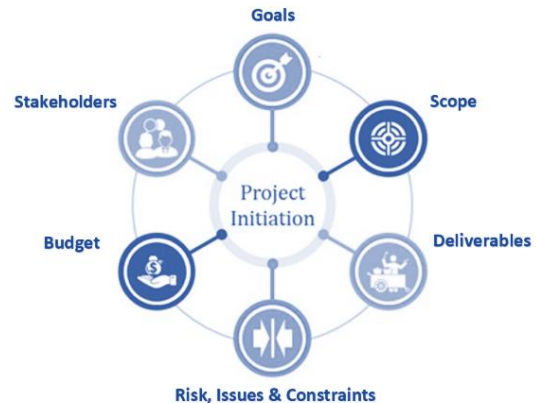 Goals
Stakeholders
Scope
Project
Initiation
Budget
Deliverables
$
Risk, Issues & Constraints